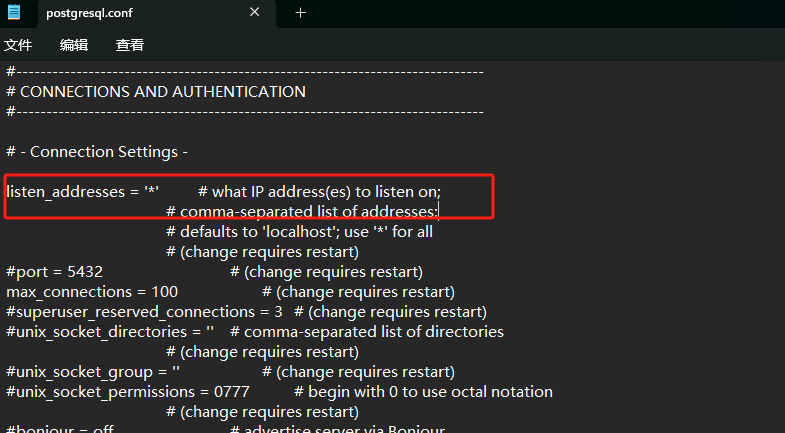 postgresql.conf
文件 编辑 查看
#---------------------------------------------------------------------------
# CONNECTIONS AND AUTHENTICATION
#---------------------------------------------------------------------------
# - Connection Settings -
listen_addresses = '*' # what IP address(es) to listen on;
# comma-separated list of addresses;
# defaults to 'localhost'; use '*' for all
# (change requires restart)
#port = 5432 # (change requires restart)
max_connections = 100 # (change requires restart)
#superuser_reserved_connections = 3 # (change requires restart)
#unix_socket_directories = '' # comma-separated list of directories
# (change requires restart)
#unix_socket_group = '' # (change requires restart)
#unix_socket_permissions = 0777 # begin with 0 to use octal notation
# (change requires restart)
#bonjour = off # advertise server via Bonjour